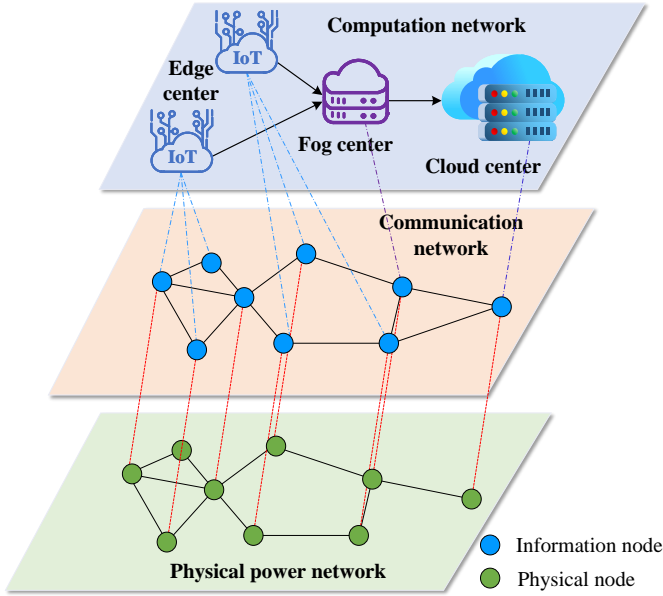 Computation network
IoT
Edge
center
IoT
Fog center
Cloud center
Communication
network
Physical power network
Information node
Physical node